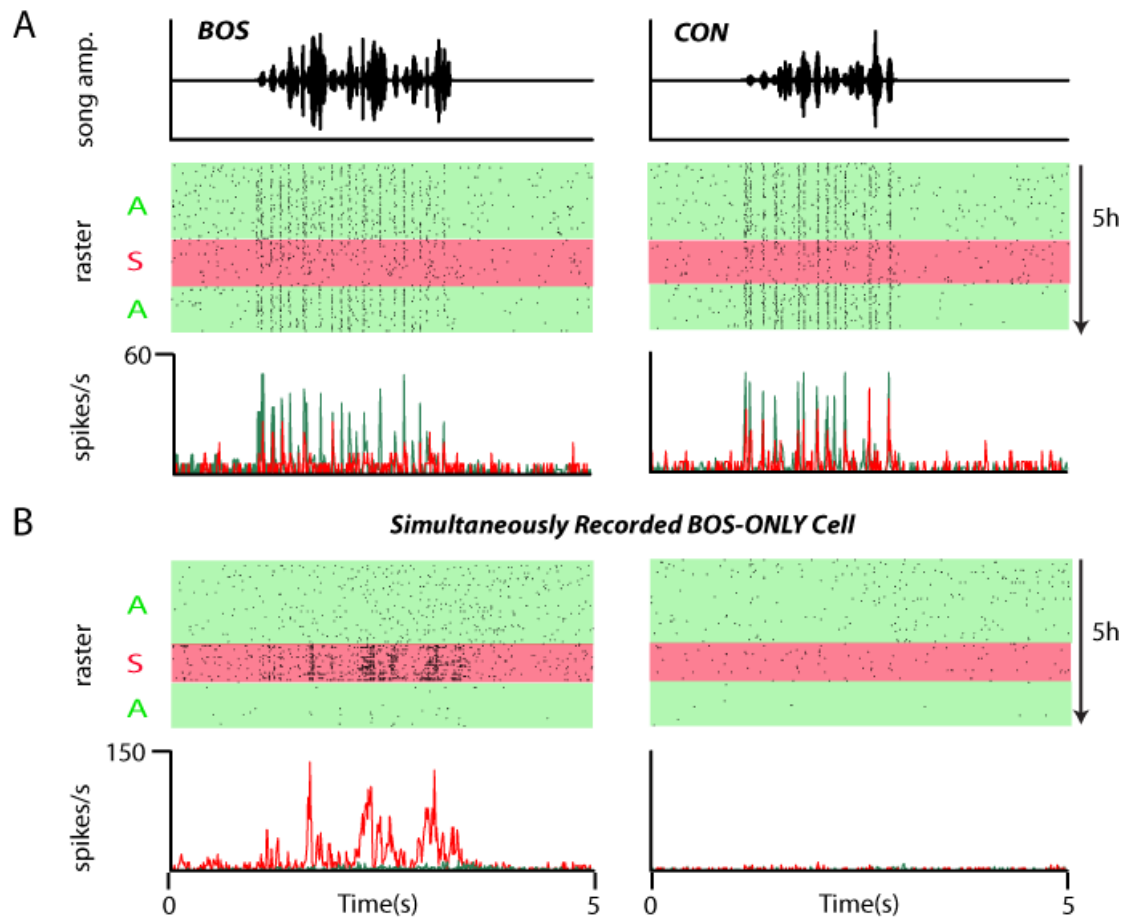 A
BOS
CON
song amp.
raster
A
S
A
5h
60
spikes/s
B
Simultaneously Recorded BOS-ONLY Cell
raster
A
S
A
5h
150
spikes/s
0
Time(s)
5
0
Time(s)
5